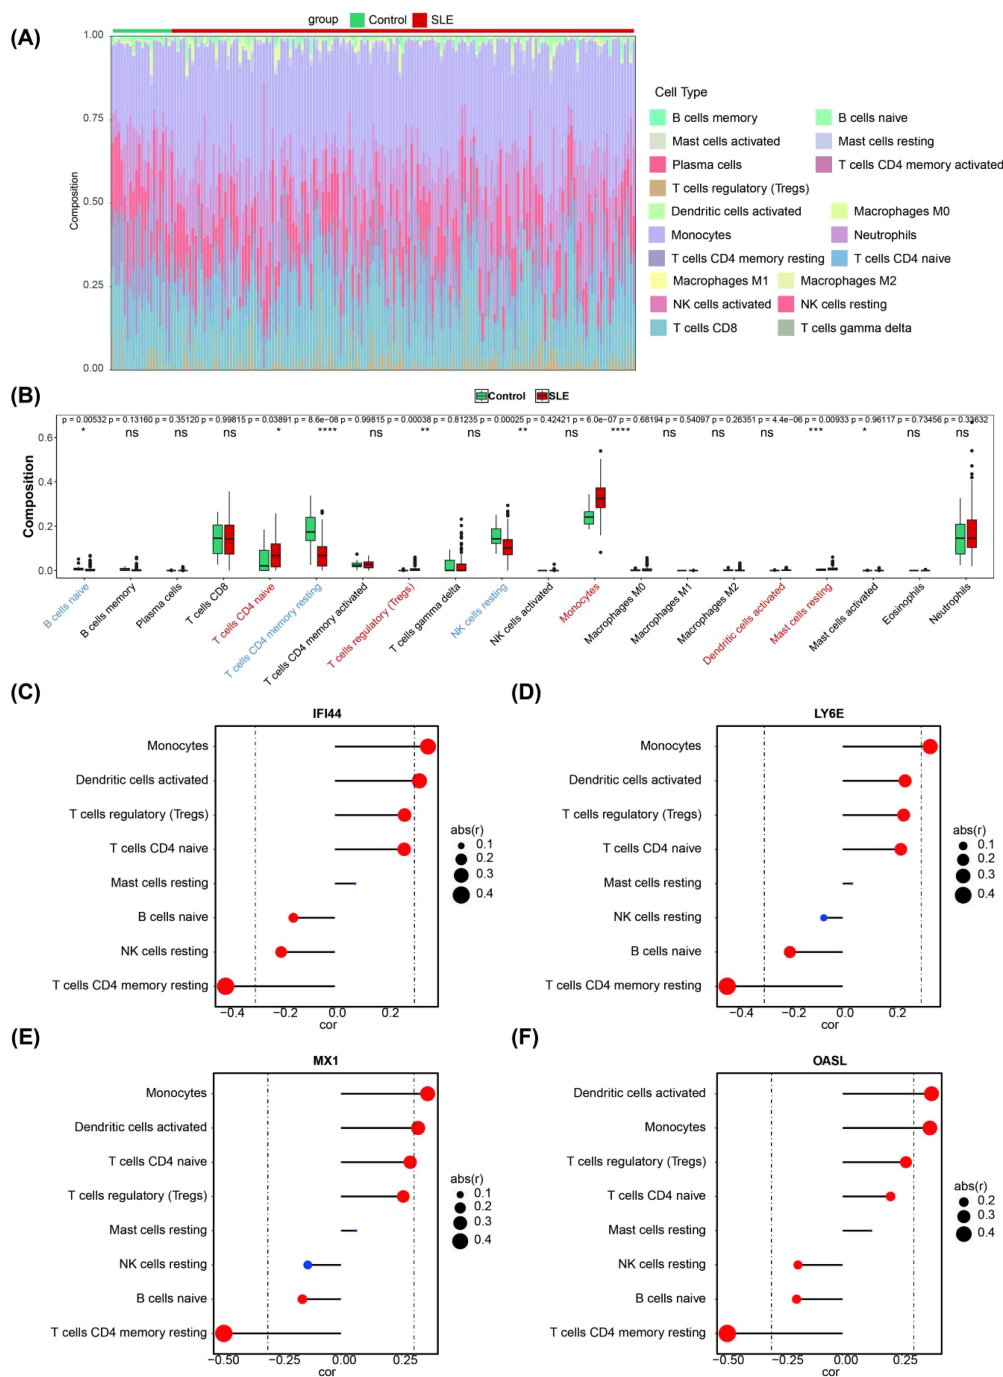 (A)
group Control SLE
1.00
0.75
0.50
0.25
0.00
Composition
Cell Type
B cells memory B cells naive
Mast cells activated Mast cells resting
Plasma cells T cells CD4 memory activated
T cells regulatory (Tregs)
Dendritic cells activated Macrophages M0
Monocytes Neutrophils
T cells CD4 memory resting T cells CD4 naive
Macrophages M1 Macrophages M2
NK cells activated NK cells resting
T cells CD8 T cells gamma delta
(B)
Control SLE
p = 0.00532 p = 0.13160 p = 0.35120 p = 0.99815 p = 0.03891 p = 8.6e-08 p = 0.99815 p = 0.00038 p = 0.81235 p = 0.00025 p = 0.42421 p = 6.0e-07 p = 0.68194 p = 0.54097 p = 0.26351 p = 4.4e-06 p = 0.00933 p = 0.96117 p = 0.73456 p = 0.33632
* ns ns ns * **** ns ** ns ** ns **** ns ns ns ns *** * ns ns
0.6
0.4
0.2
0.0
Composition
B cells naive
B cells memory
Plasma cells
T cells CD8
T cells CD4 naive
T cells CD4 memory resting
T cells CD4 memory activated
T cells regulatory (Tregs)
T cells gamma delta
NK cells resting
NK cells activated
Monocytes
Macrophages M0
Macrophages M1
Macrophages M2
Dendritic cells activated
Mast cells resting
Mast cells activated
Eosinophils
Neutrophils
(C)
IFI44
Monocytes
Dendritic cells activated
T cells regulatory (Tregs)
T cells CD4 naive
Mast cells resting
B cells naive
NK cells resting
T cells CD4 memory resting
−0.4 −0.2 0.0 0.2
cor
abs(r)
0.1
0.2
0.3
0.4
(D)
LY6E
Monocytes
Dendritic cells activated
T cells regulatory (Tregs)
T cells CD4 naive
Mast cells resting
NK cells resting
B cells naive
T cells CD4 memory resting
−0.4 −0.2 0.0 0.2
cor
abs(r)
0.1
0.2
0.3
0.4
(E)
MX1
Monocytes
Dendritic cells activated
T cells CD4 naive
T cells regulatory (Tregs)
Mast cells resting
NK cells resting
B cells naive
T cells CD4 memory resting
−0.50 −0.25 0.00 0.25
cor
abs(r)
0.1
0.2
0.3
0.4
(F)
OASL
Dendritic cells activated
Monocytes
T cells regulatory (Tregs)
T cells CD4 naive
Mast cells resting
NK cells resting
B cells naive
T cells CD4 memory resting
−0.50 −0.25 0.00 0.25
cor
abs(r)
0.2
0.3
0.4